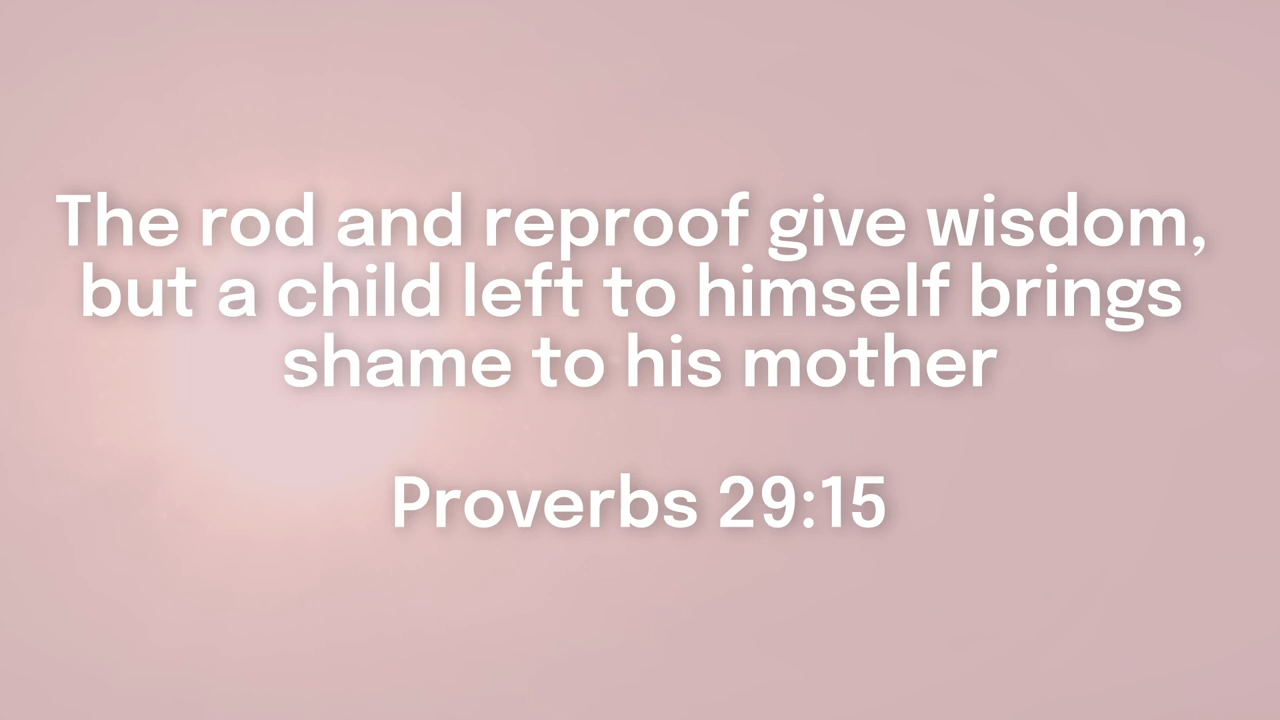 The rod and reproof give wisdom,
but a child left to himself brings
shame to his mother
Proverbs 29:15